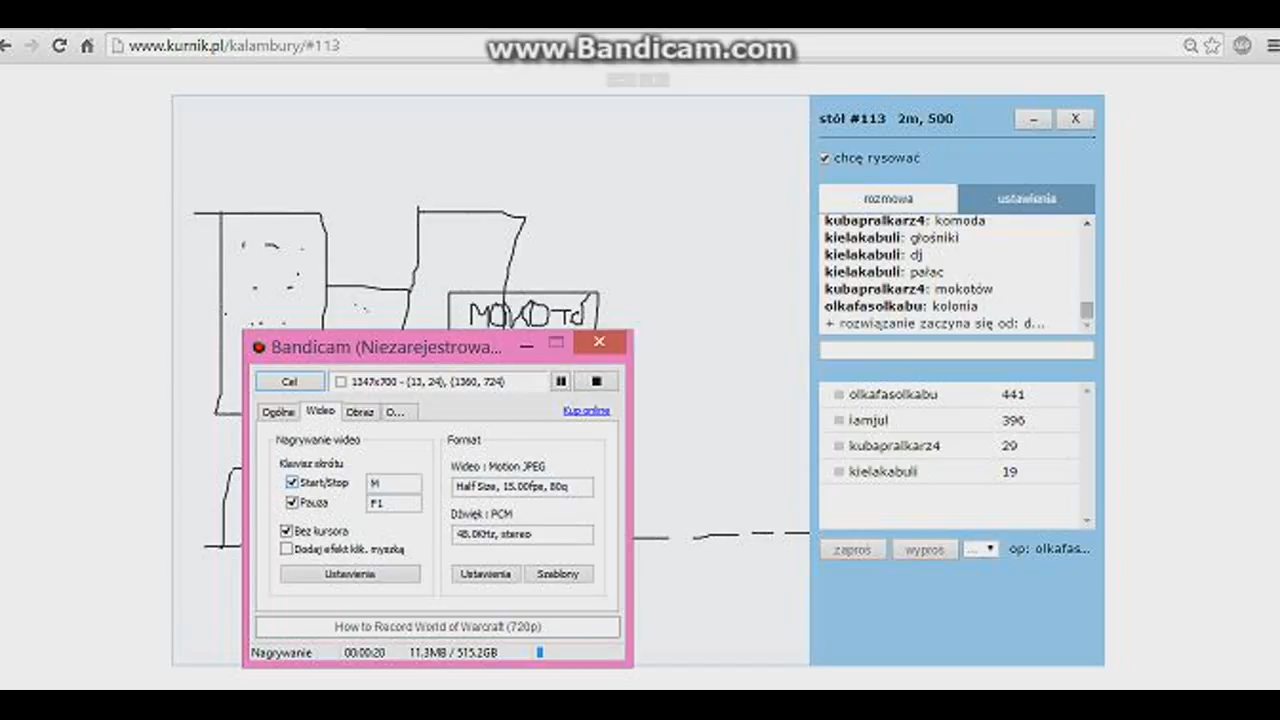 www.kurnik.pl/kalambury/#113
www.Bandicam.com
stół #113 2m, 500
– X
chcę rysować
rozmowa ustawienia
kubapralkarz4: komoda
kielakabuli: głośniki
kielakabuli: dj
kielakabuli: pałac
kubapralkarz4: mokotów
olkafasolkabu: kolonia
+ rozwiązanie zaczyna się od: d...
olkafasolkabu 441
iamjul 396
kubapralkarz4 29
kielakabuli 19
zaproś wyproś ... op: olkafas...
MOKOTÓ
Bandicam (Niezarejestrowa...
Cel 1347x700 - (13, 24), (1360, 724)
Ogólne Wideo Obraz O... Kup online
Nagrywanie wideo
Klawisz skrótu
Start/Stop M
Pauza F1
Bez kursora
Dodaj efekt klik. myszką
Ustawienia
Format
Wideo : Motion JPEG
Half Size, 15.00fps, 80q
Dźwięk : PCM
48.0KHz, stereo
Ustawienia Szablony
How to Record World of Warcraft (720p)
Nagrywanie 00:00:20 11.3MB / 515.2GB